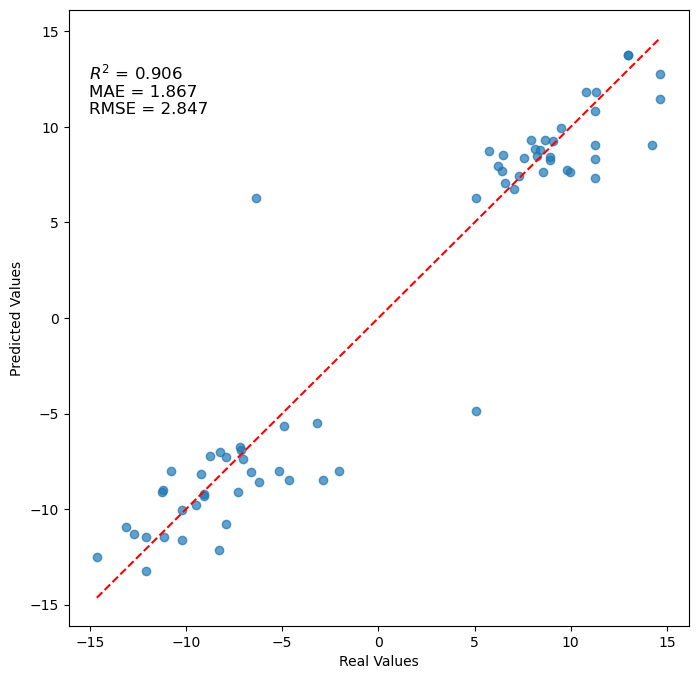 R² = 0.906
MAE = 1.867
RMSE = 2.847
15
10
5
0
−5
−10
−15
Predicted Values
−15 −10 −5 0 5 10 15
Real Values